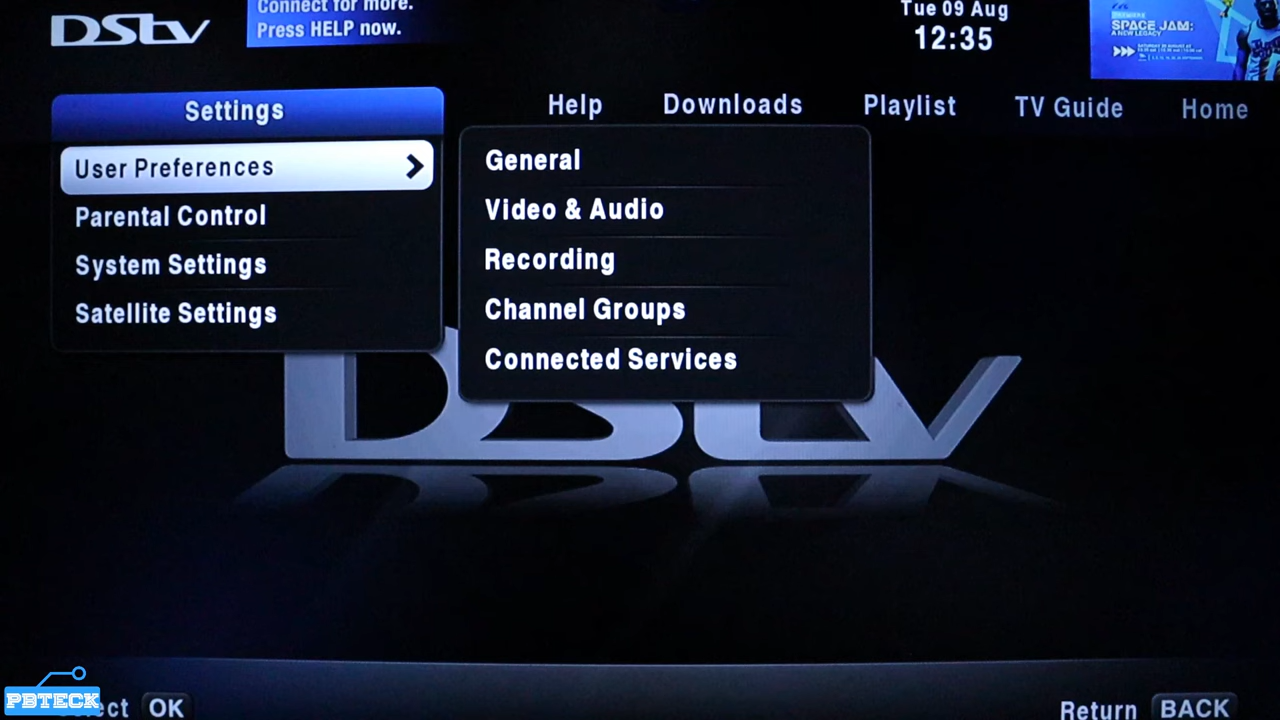 DStv
Connect for more.
Press HELP now.
Tue 09 Aug
12:35
SPACE JAM:
A NEW LEGACY
Settings
Help
Downloads
Playlist
TV Guide
Home
User Preferences
Parental Control
System Settings
Satellite Settings
General
Video & Audio
Recording
Channel Groups
Connected Services
DStv
PBTECK
OK
Return BACK